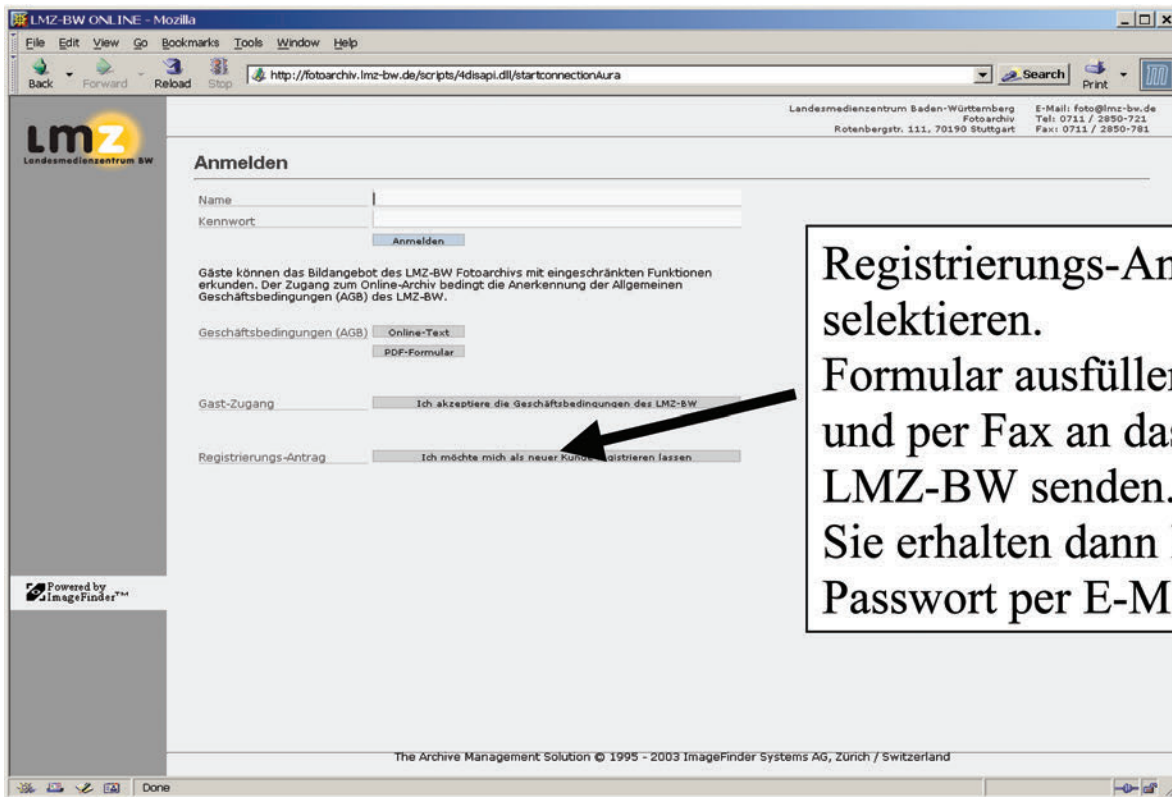 LMZ-BW ONLINE - Mozilla
File Edit View Go Bookmarks Tools Window Help
Back Forward Reload Stop http://fotoarchiv.lmz-bw.de/scripts/4disapi.dll/startconnectionAura Search Print
Landesmedienzentrum Baden-Württemberg E-Mail: foto@lmz-bw.de
Fotoarchiv Tel: 0711 / 2850-721
Rotenbergstr. 111, 70190 Stuttgart Fax: 0711 / 2850-781
LMZ
Landesmedienzentrum BW
Anmelden
Name
Kennwort
Anmelden
Gäste können das Bildangebot des LMZ-BW Fotoarchivs mit eingeschränkten Funktionen
erkunden. Der Zugang zum Online-Archiv bedingt die Anerkennung der Allgemeinen
Geschäftsbedingungen (AGB) des LMZ-BW.
Geschäftsbedingungen (AGB) Online-Text
PDF-Formular
Gast-Zugang Ich akzeptiere die Geschäftsbedingungen des LMZ-BW
Registrierungs-Antrag Ich möchte mich als neuer Kunde registrieren lassen
Registrierungs-An
selektieren.
Formular ausfüllen
und per Fax an das
LMZ-BW senden.
Sie erhalten dann
Passwort per E-M
Powered by
ImageFinder™
The Archive Management Solution © 1995 - 2003 ImageFinder Systems AG, Zürich / Switzerland
Done